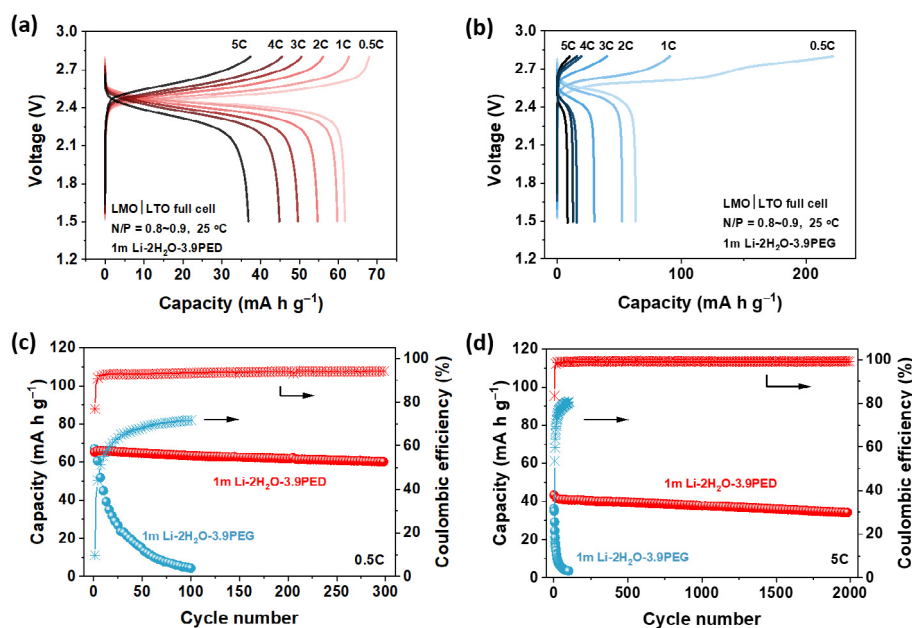 (a)
3.0
2.7
2.4
2.1
1.8
1.5
1.2
Voltage (V)
5C 4C 3C 2C 1C 0.5C
LMO|LTO full cell
N/P = 0.8~0.9, 25 °C
1m Li-2H₂O-3.9PED
0 10 20 30 40 50 60 70
Capacity (mA h g⁻¹)
(b)
3.0
2.7
2.4
2.1
1.8
1.5
1.2
Voltage (V)
5C 4C 3C 2C 1C 0.5C
LMO|LTO full cell
N/P = 0.8~0.9, 25 °C
1m Li-2H₂O-3.9PEG
0 100 200
Capacity (mA h g⁻¹)
(c)
120
100
80
60
40
20
0
Capacity (mA h g⁻¹)
1m Li-2H₂O-3.9PED
1m Li-2H₂O-3.9PEG
0.5C
100
80
60
40
20
0
Coulombic efficiency (%)
0 50 100 150 200 250 300
Cycle number
(d)
120
100
80
60
40
20
0
Capacity (mA h g⁻¹)
1m Li-2H₂O-3.9PED
1m Li-2H₂O-3.9PEG
5C
100
80
60
40
20
0
Coulombic efficiency (%)
0 500 1000 1500 2000
Cycle number